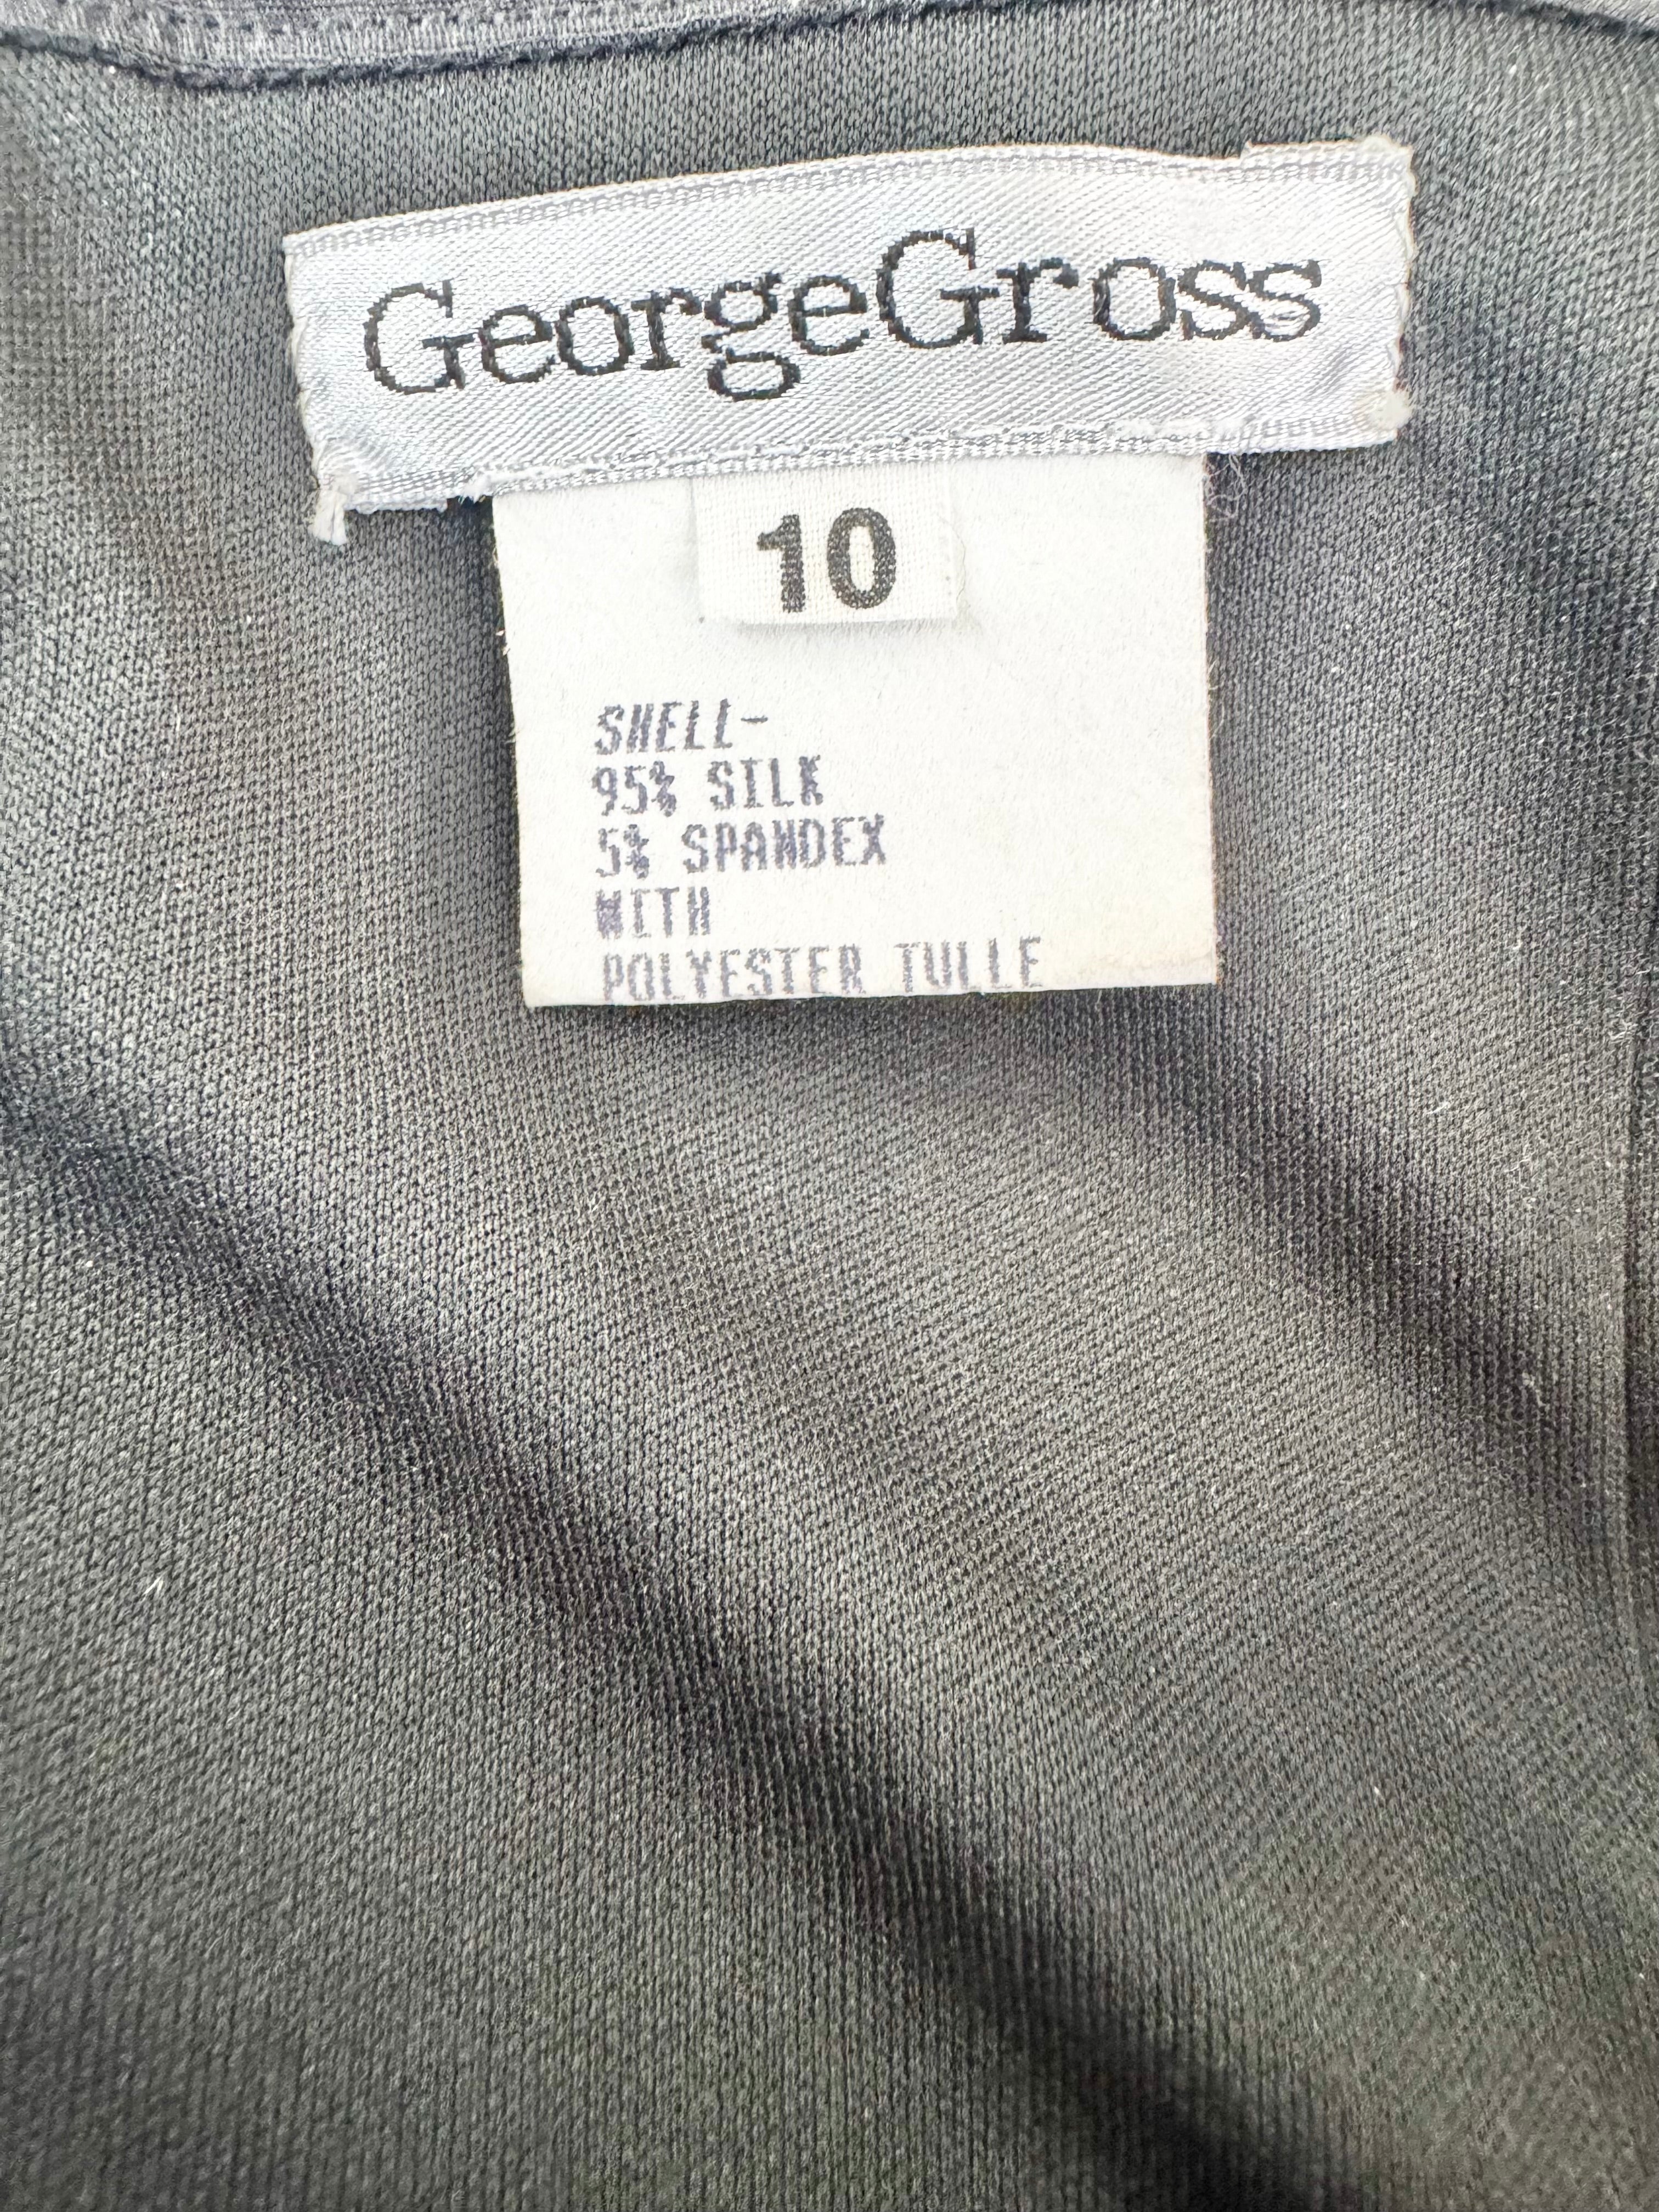 GeorgeGross
10
SHELL-
95% SILK
5% SPANDEX
WITH
POLYESTER TULLE